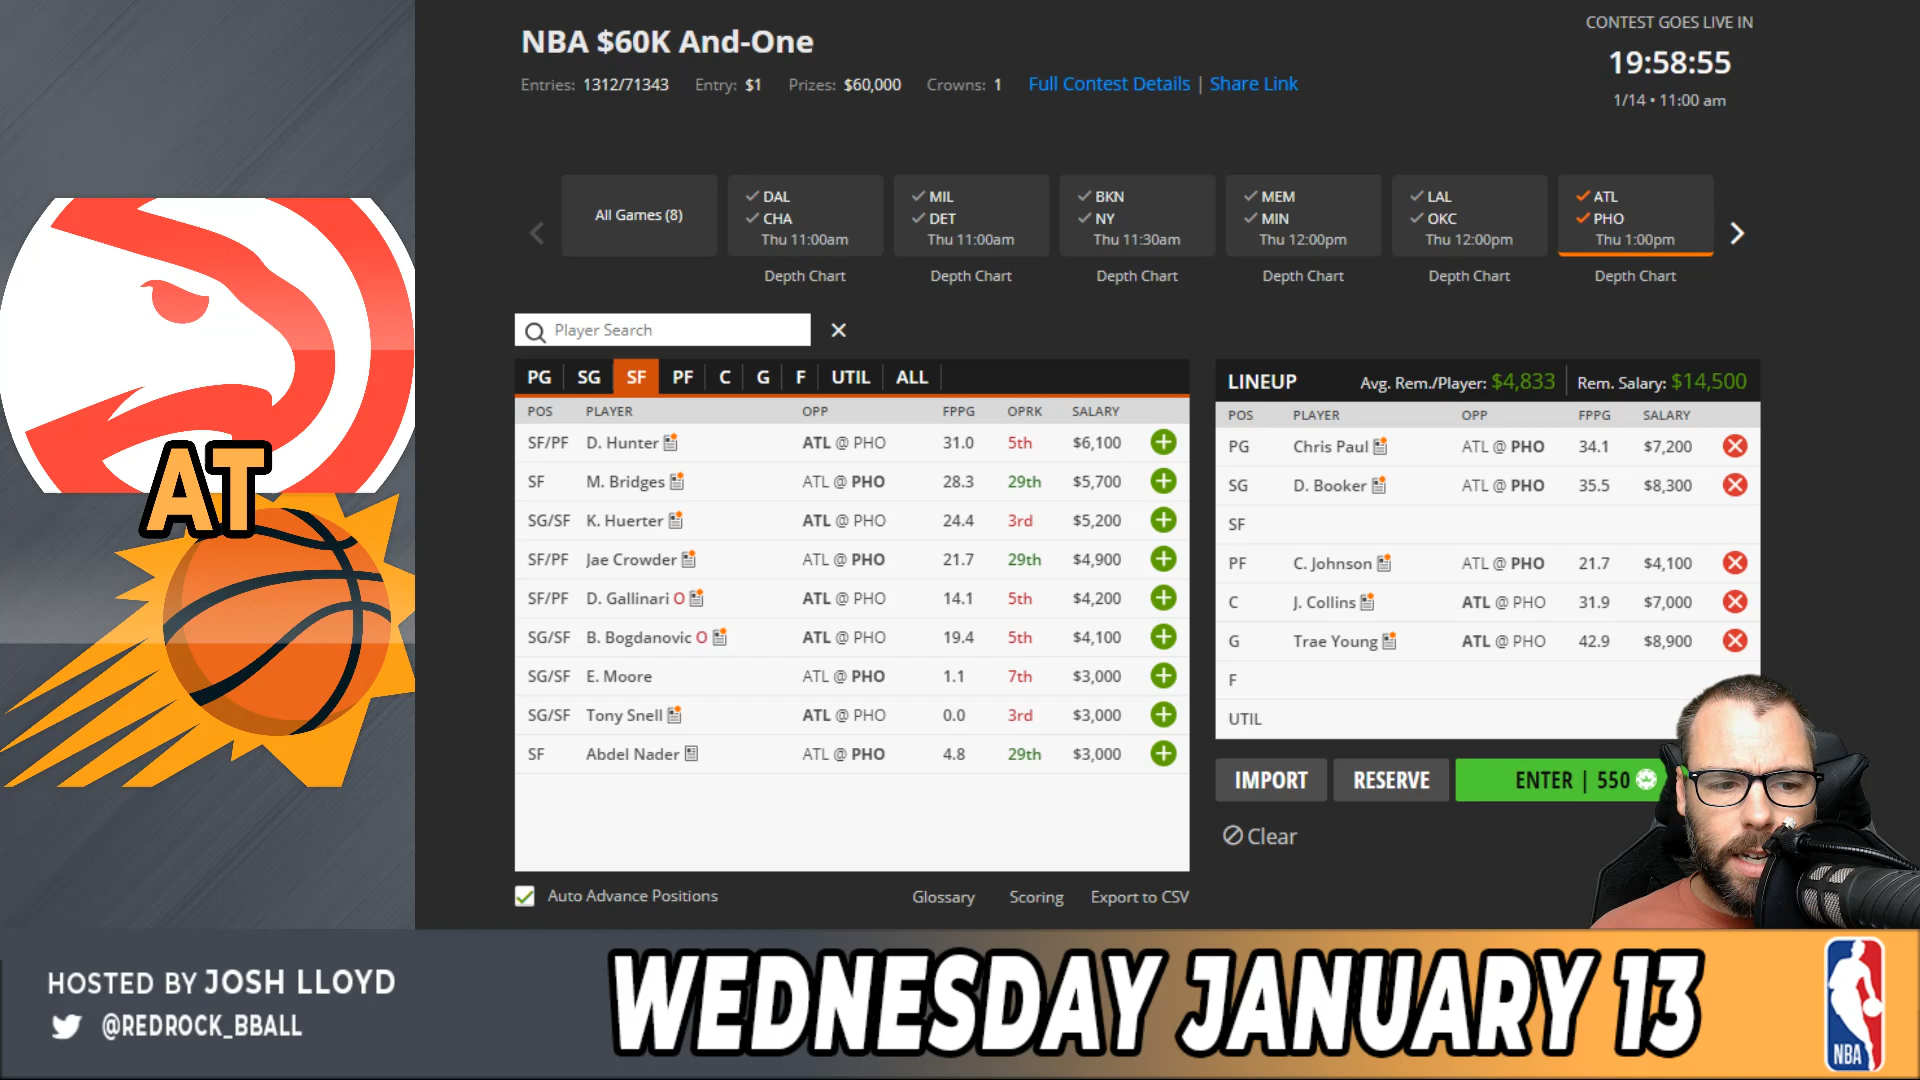 NBA $60K And-One
Entries: 1312/71343 Entry: $1 Prizes: $60,000 Crowns: 1 Full Contest Details | Share Link
CONTEST GOES LIVE IN
19:58:55
1/14 • 11:00 am
All Games (8)
DAL
CHA
Thu 11:00am
Depth Chart
MIL
DET
Thu 11:00am
Depth Chart
BKN
NY
Thu 11:30am
Depth Chart
MEM
MIN
Thu 12:00pm
Depth Chart
LAL
OKC
Thu 12:00pm
Depth Chart
ATL
PHO
Thu 1:00pm
Depth Chart
Player Search
PG SG SF PF C G F UTIL ALL
POS PLAYER OPP FPPG OPRK SALARY
SF/PF D. Hunter ATL @ PHO 31.0 5th $6,100
SF M. Bridges ATL @ PHO 28.3 29th $5,700
SG/SF K. Huerter ATL @ PHO 24.4 3rd $5,200
SF/PF Jae Crowder ATL @ PHO 21.7 29th $4,900
SF/PF D. Gallinari O ATL @ PHO 14.1 5th $4,200
SG/SF B. Bogdanovic O ATL @ PHO 19.4 5th $4,100
SG/SF E. Moore ATL @ PHO 1.1 7th $3,000
SG/SF Tony Snell ATL @ PHO 0.0 3rd $3,000
SF Abdel Nader ATL @ PHO 4.8 29th $3,000
Auto Advance Positions Glossary Scoring Export to CSV
LINEUP Avg. Rem./Player: $4,833 Rem. Salary: $14,500
POS PLAYER OPP FPPG SALARY
PG Chris Paul ATL @ PHO 34.1 $7,200
SG D. Booker ATL @ PHO 35.5 $8,300
SF
PF C. Johnson ATL @ PHO 21.7 $4,100
C J. Collins ATL @ PHO 31.9 $7,000
G Trae Young ATL @ PHO 42.9 $8,900
F
UTIL
IMPORT RESERVE ENTER | 550
Clear
AT
HOSTED BY JOSH LLOYD
@REDROCK_BBALL
WEDNESDAY JANUARY 13
NBA